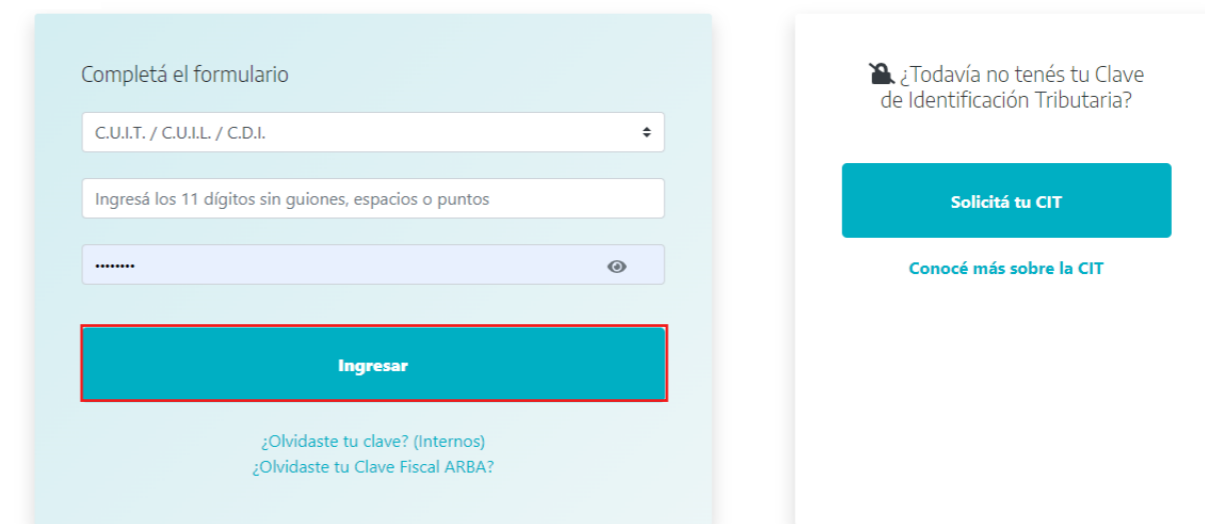 Completá el formulario
C.U.I.T. / C.U.I.L. / C.D.I.
Ingresá los 11 dígitos sin guiones, espacios o puntos
••••••••
Ingresar
¿Olvidaste tu clave? (Internos)
¿Olvidaste tu Clave Fiscal ARBA?
¿Todavía no tenés tu Clave
de Identificación Tributaria?
Solicitá tu CIT
Conocé más sobre la CIT